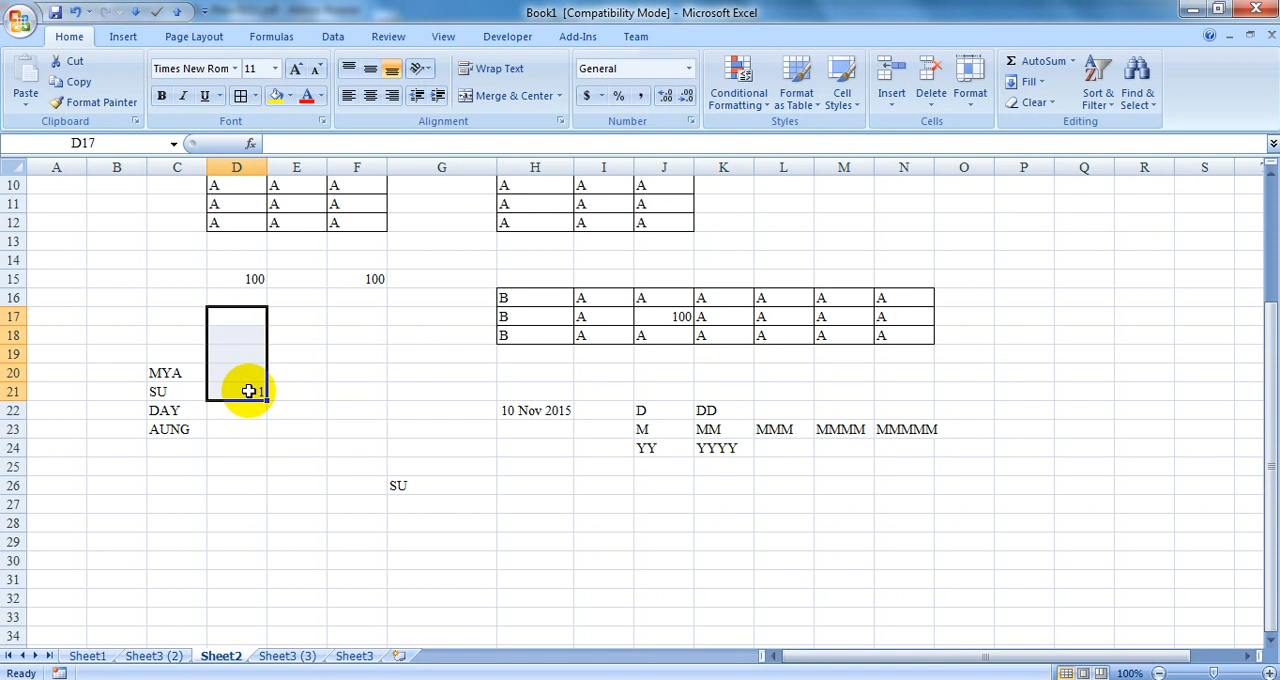 Book1 [Compatibility Mode] - Microsoft Excel
Home Insert Page Layout Formulas Data Review View Developer Add-Ins Team
Paste Cut Copy Format Painter Clipboard
Times New Rom 11 B I U A Font
Wrap Text Merge & Center Alignment
General $ % , Number
Conditional Formatting Format as Table Cell Styles Styles
Insert Delete Format Cells
Σ AutoSum Fill Clear Sort & Filter Find & Select Editing
D17 fx
A B C D E F G H I J K L M N O P Q R S
10 A A A A A A
11 A A A A A A
12 A A A A A A
13
14
15 100 100
16 B A A A A A A
17 B A 100 A A A A
18 B A A A A A A
19
20 MYA
21 SU 1
22 DAY 10 Nov 2015 D DD
23 AUNG M MM MMM MMMM MMMMM
24 YY YYYY
25
26 SU
27
28
29
30
31
32
33
34
Sheet1 Sheet3 (2) Sheet2 Sheet3 (3) Sheet3
Ready 100%